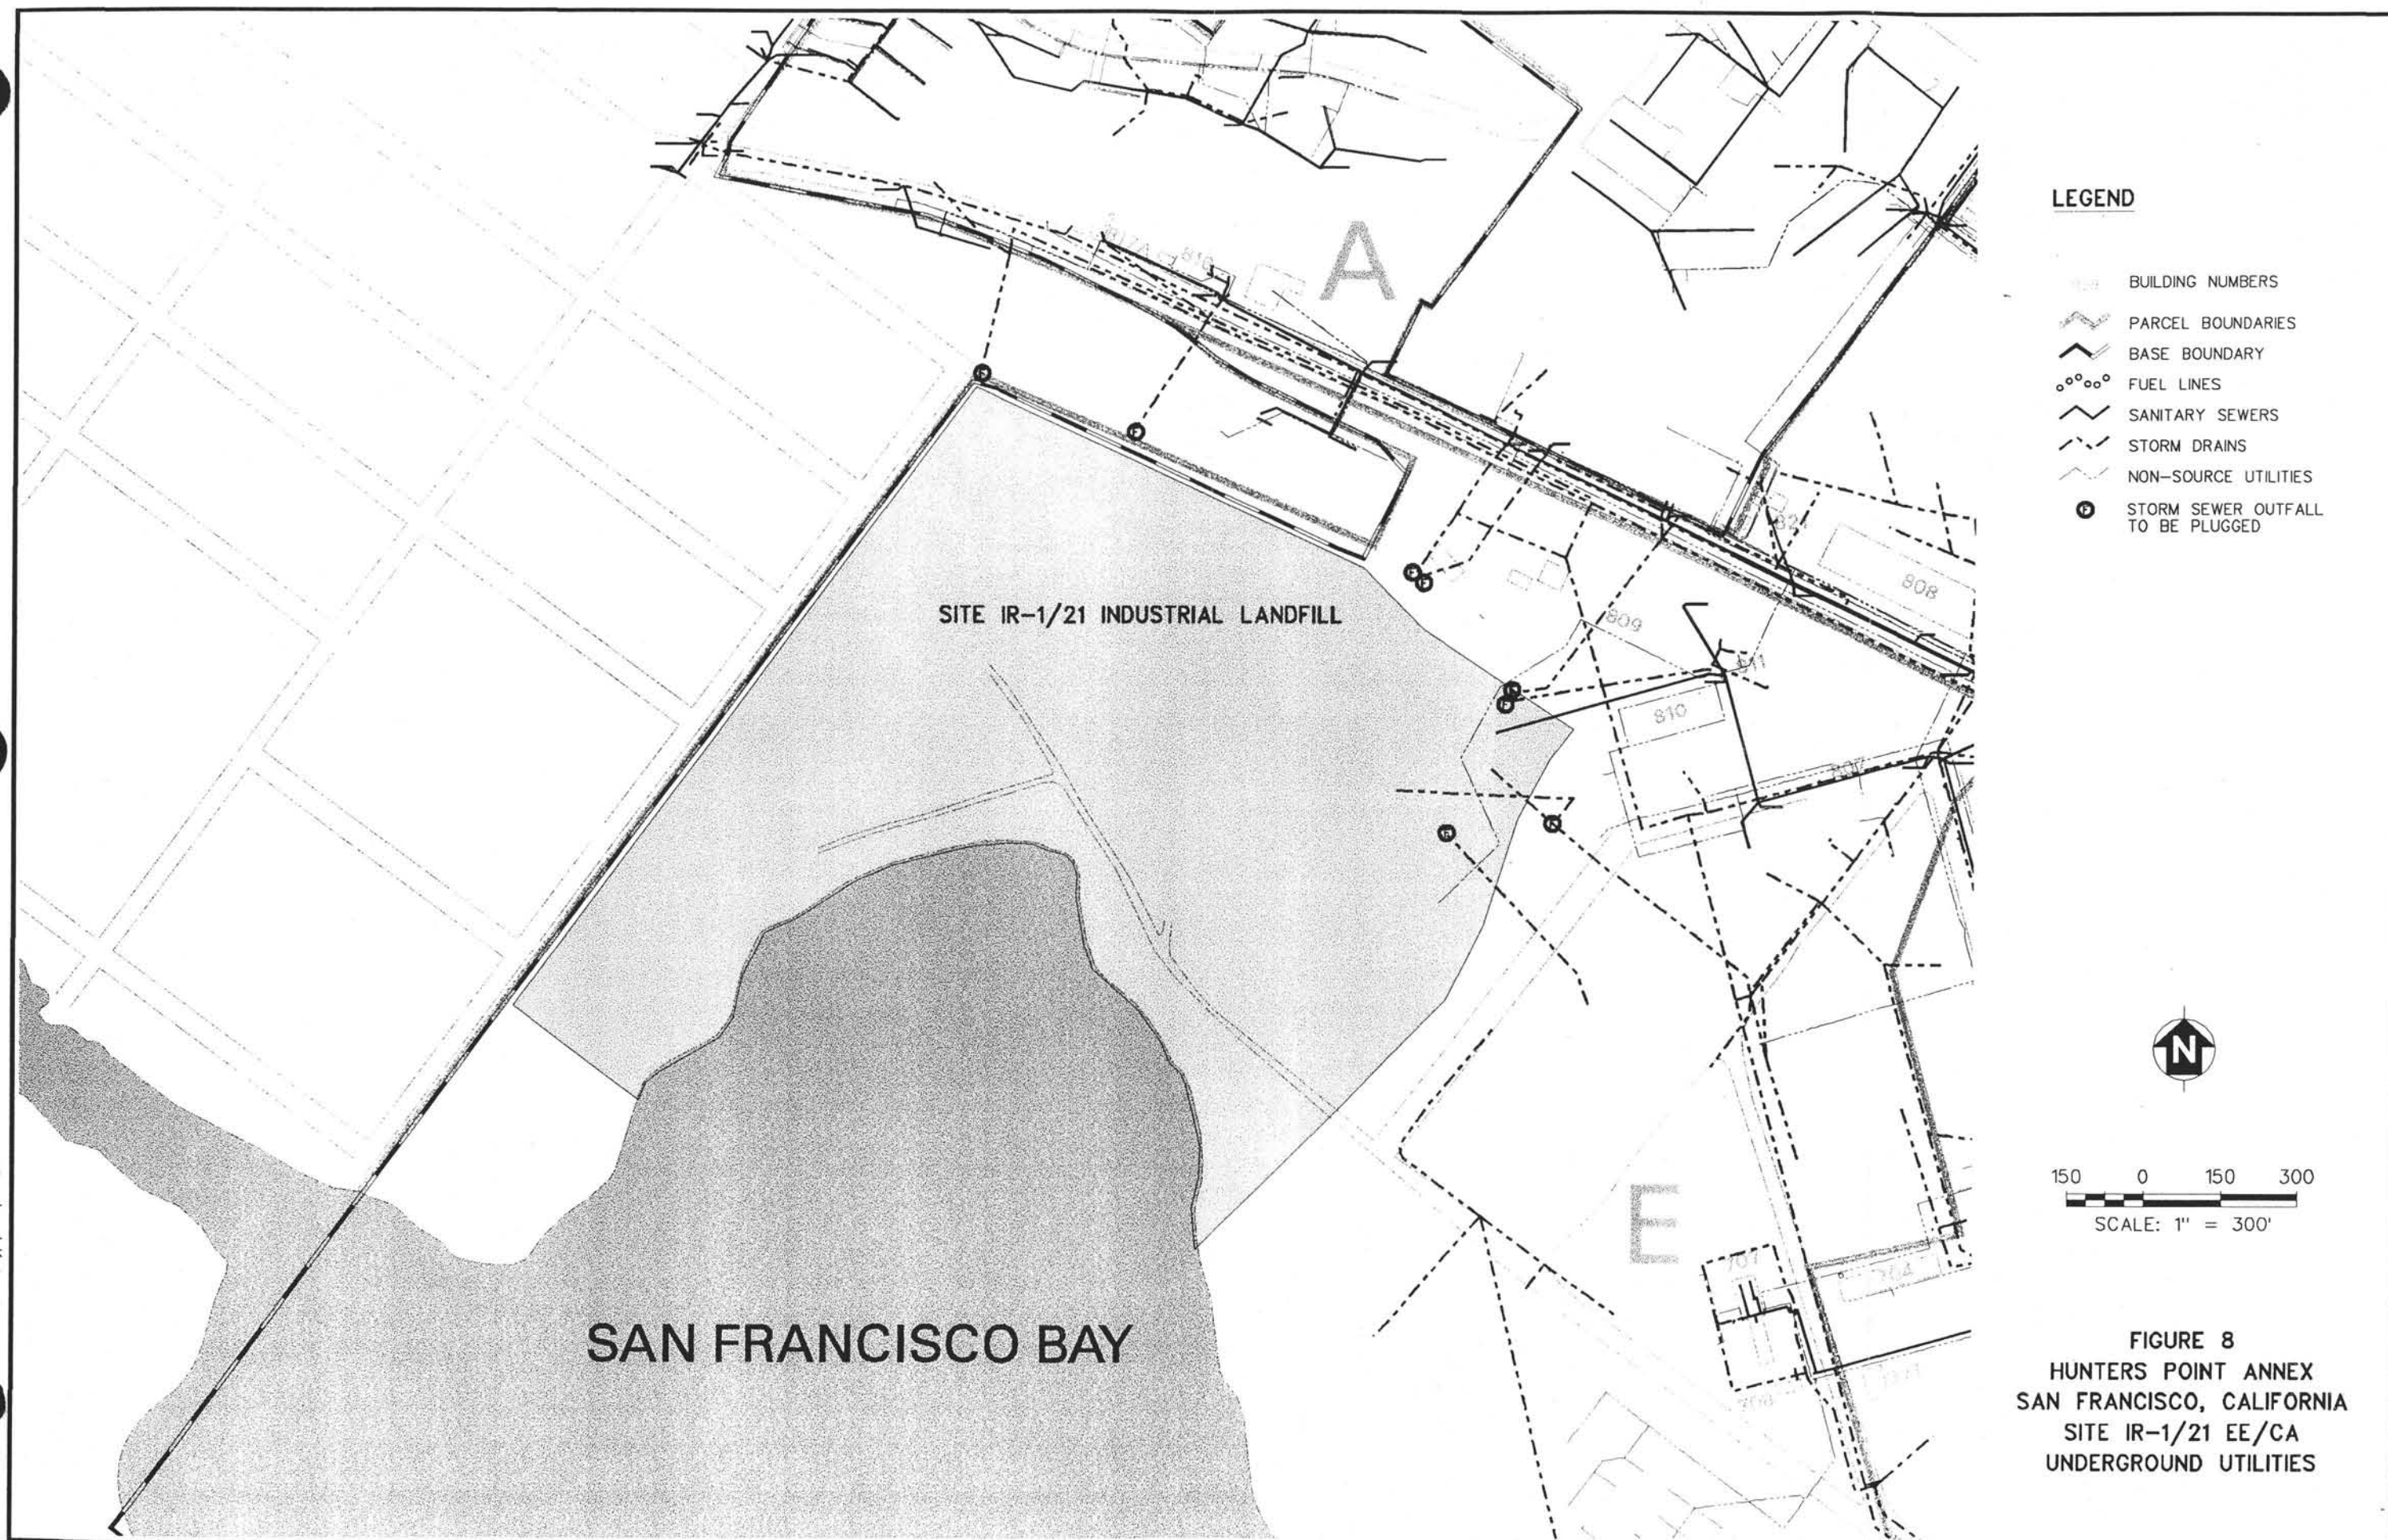 A
LEGEND
BUILDING NUMBERS
PARCEL BOUNDARIES
BASE BOUNDARY
FUEL LINES
SANITARY SEWERS
STORM DRAINS
NON-SOURCE UTILITIES
STORM SEWER OUTFALL
TO BE PLUGGED
808
809
811
810
SITE IR-1/21 INDUSTRIAL LANDFILL
N
E
707
704
150 0 150 300
SCALE: 1" = 300'
SAN FRANCISCO BAY
FIGURE 8
HUNTERS POINT ANNEX
SAN FRANCISCO, CALIFORNIA
SITE IR-1/21 EE/CA
UNDERGROUND UTILITIES